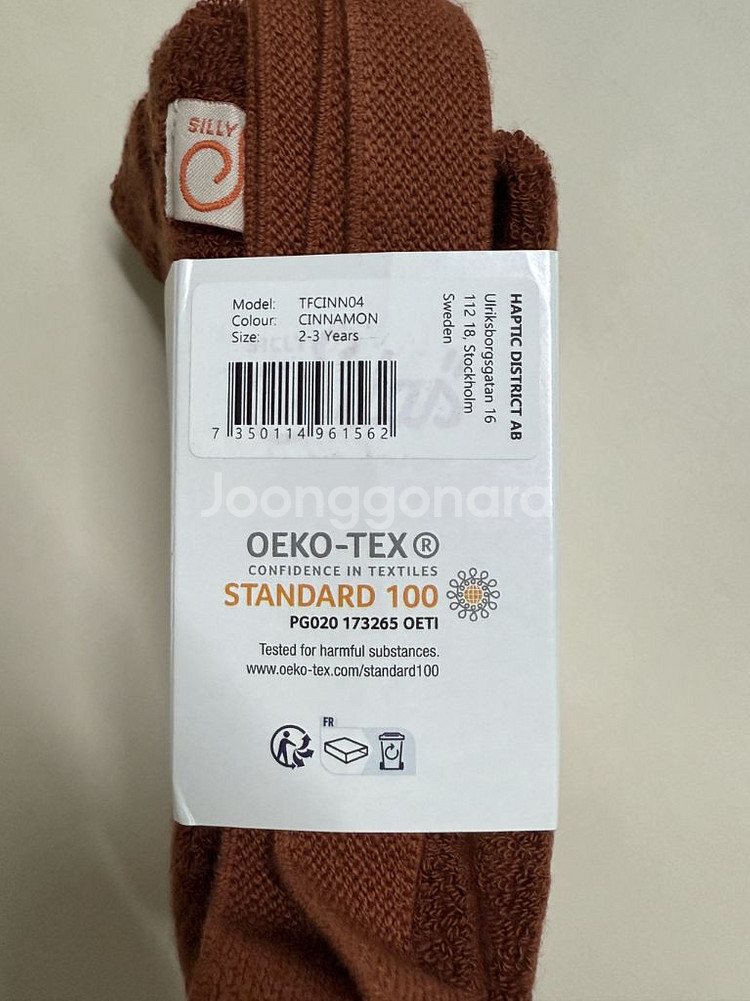 SILLY
Model: TFCINN04
Colour: CINNAMON
Size: 2-3 Years
7 350114 961562
HAPTIC DISTRICT AB
Ulriksborgsgatan 16
112 18, Stockholm
Sweden
Joonggonara
OEKO-TEX®
CONFIDENCE IN TEXTILES
STANDARD 100
PG020 173265 OETI
Tested for harmful substances.
www.oeko-tex.com/standard100
FR